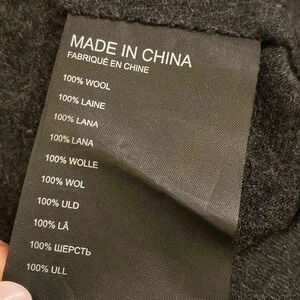 MADE IN CHINA
FABRIQUÉ EN CHINE
100% WOOL
100% LAINE
100% LANA
100% LANA
100% WOLLE
100% WOL
100% ULD
100% LÃ
100% ШЕРСТЬ
100% ULL